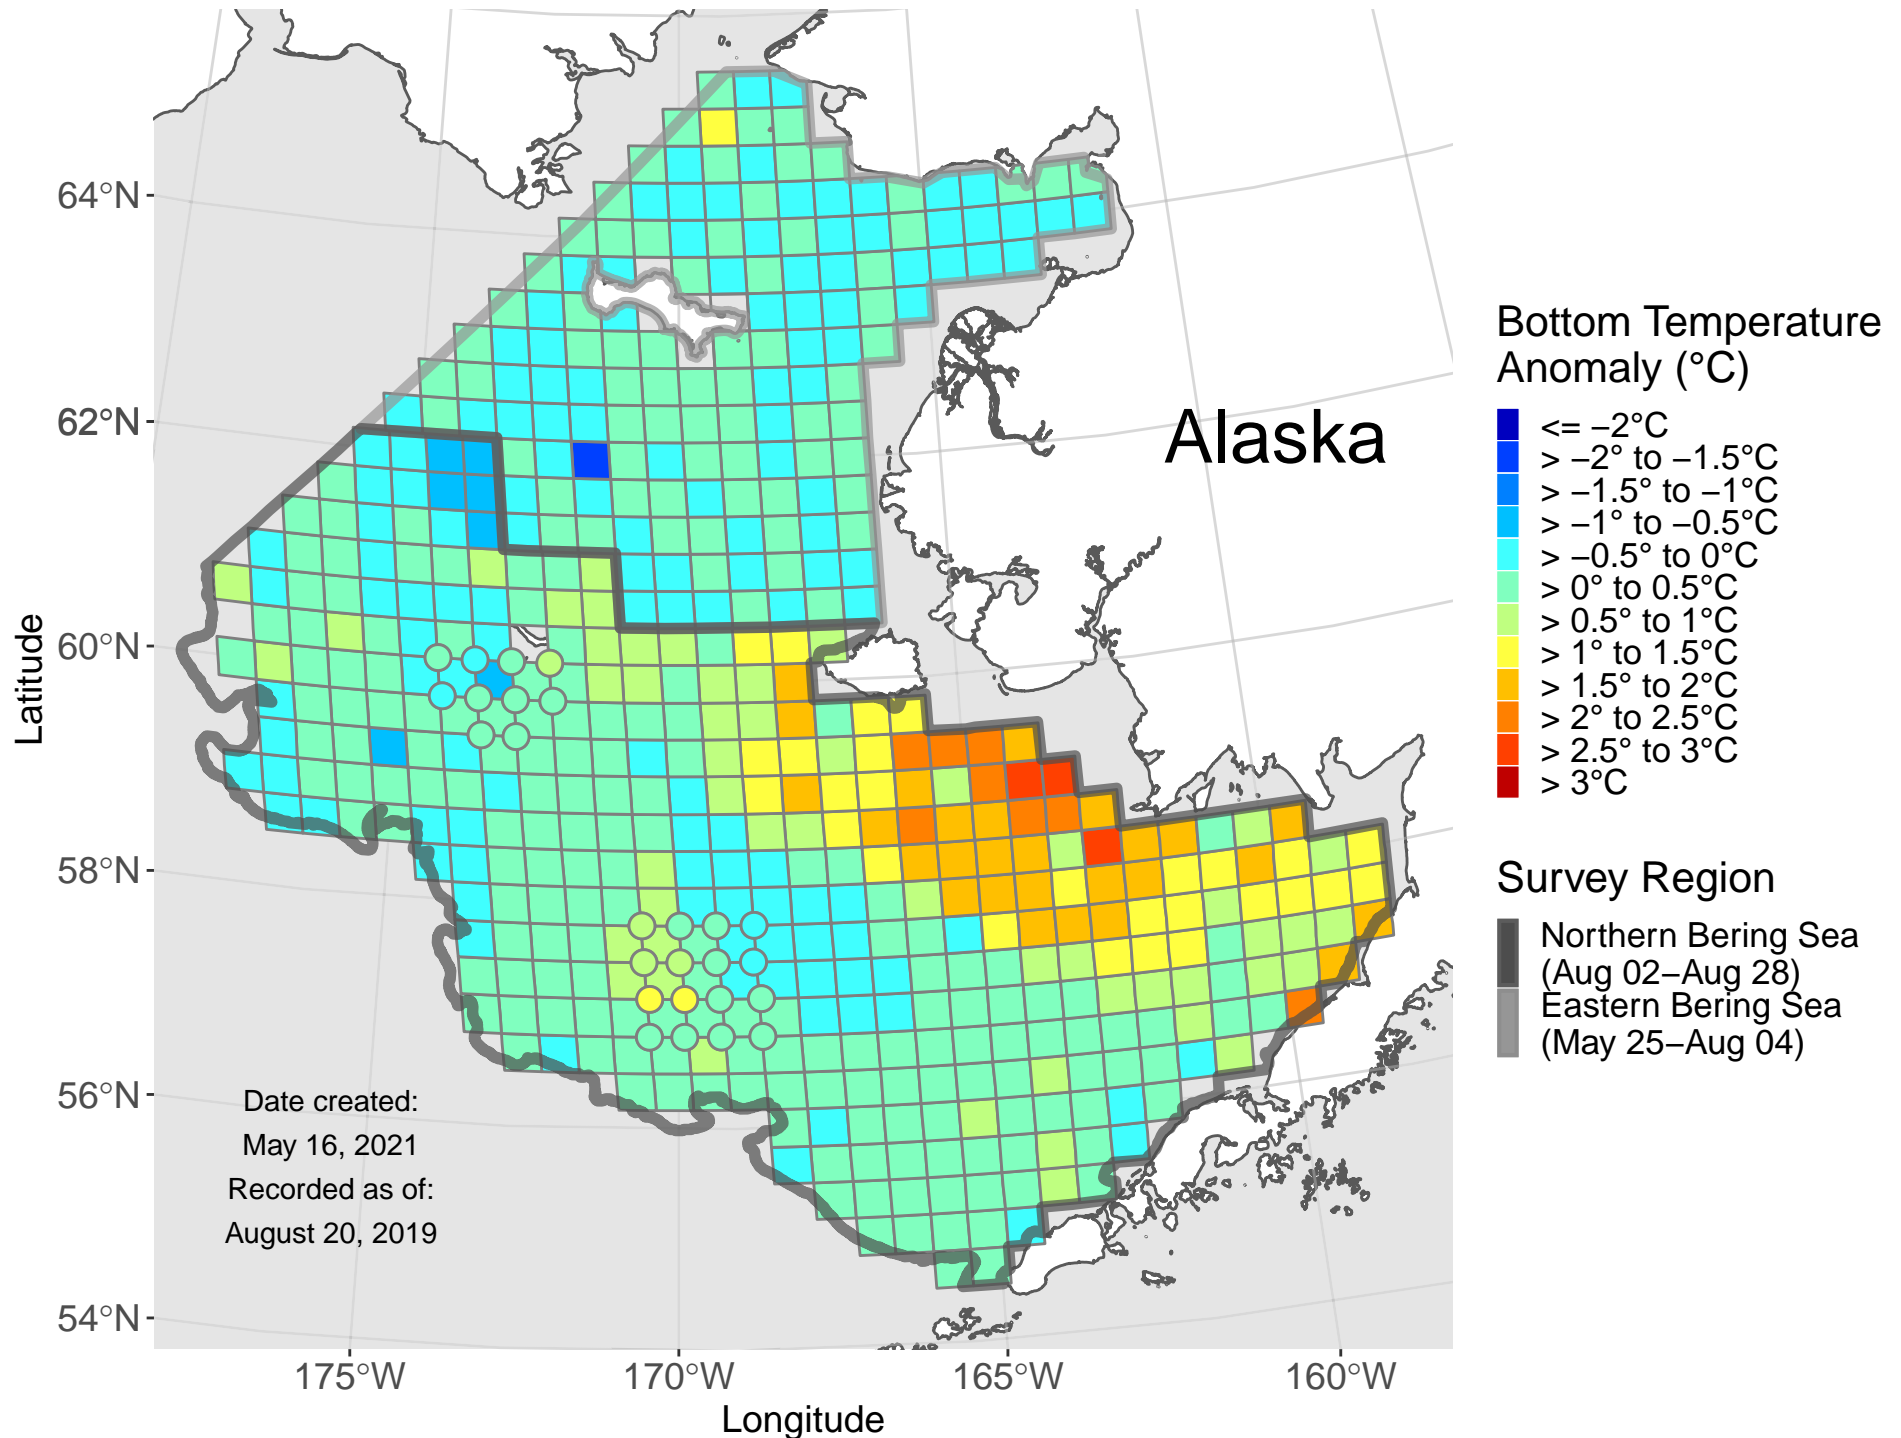 Alaska
64°N
62°N
60°N
58°N
56°N
54°N
Latitude
175°W
170°W
165°W
160°W
Longitude
Date created:
May 16, 2021
Recorded as of:
August 20, 2019
Bottom Temperature
Anomaly (°C)
<= −2°C
> −2° to −1.5°C
> −1.5° to −1°C
> −1° to −0.5°C
> −0.5° to 0°C
> 0° to 0.5°C
> 0.5° to 1°C
> 1° to 1.5°C
> 1.5° to 2°C
> 2° to 2.5°C
> 2.5° to 3°C
> 3°C
Survey Region
Northern Bering Sea
(Aug 02−Aug 28)
Eastern Bering Sea
(May 25−Aug 04)